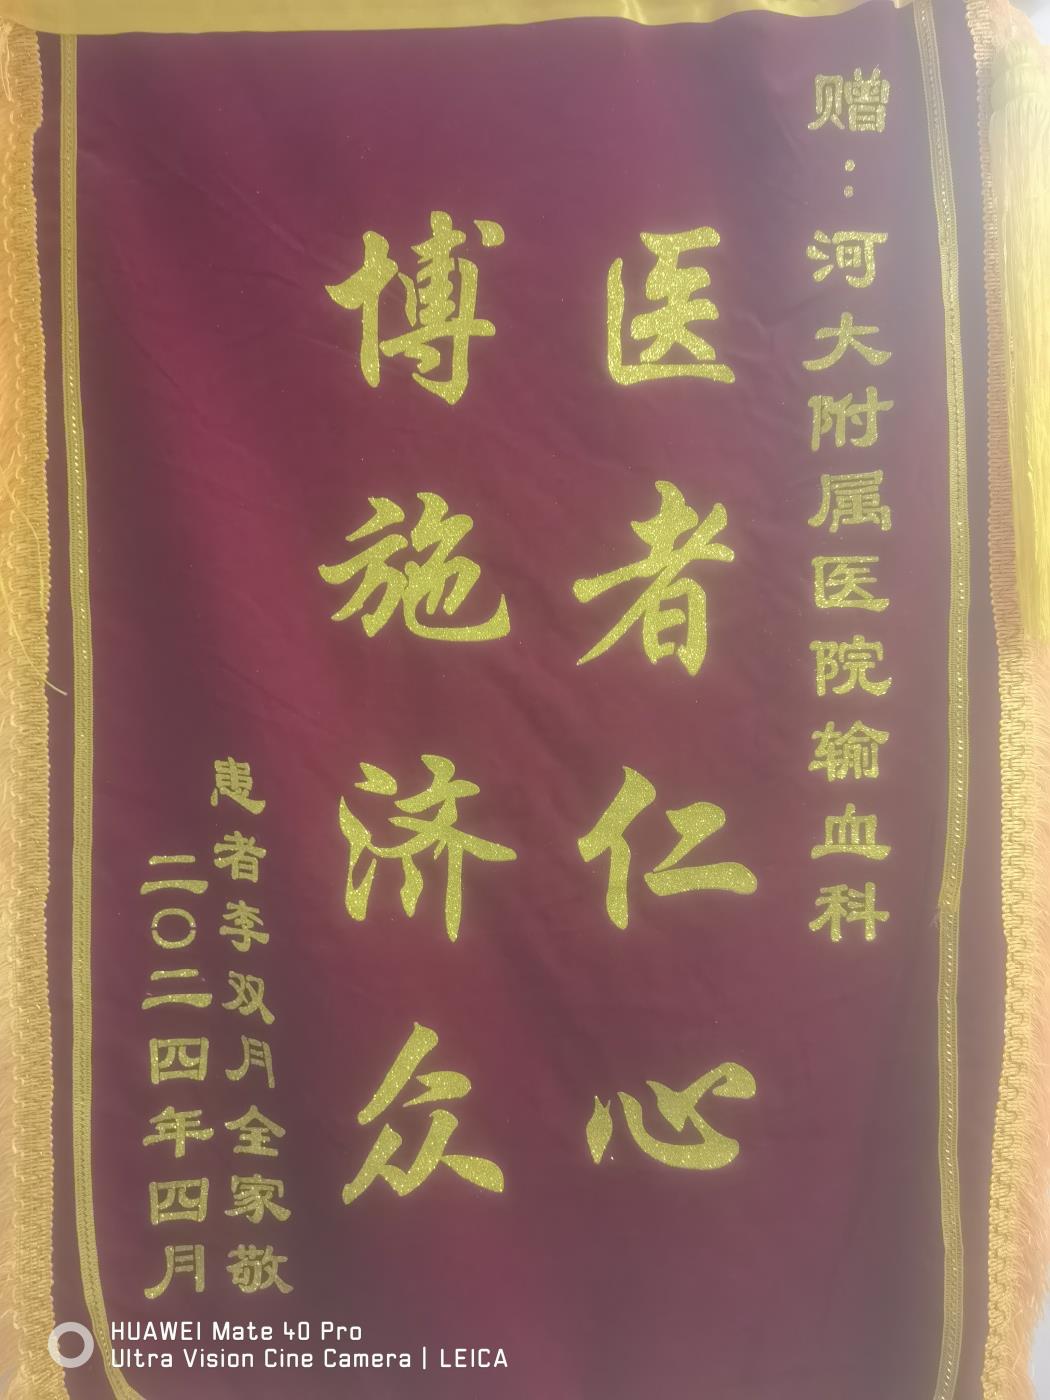 赠：河大附属医院输血科
医者仁心
博施济众
患者李双月全家敬
二〇二四年四月
HUAWEI Mate 40 Pro
Ultra Vision Cine Camera | LEICA